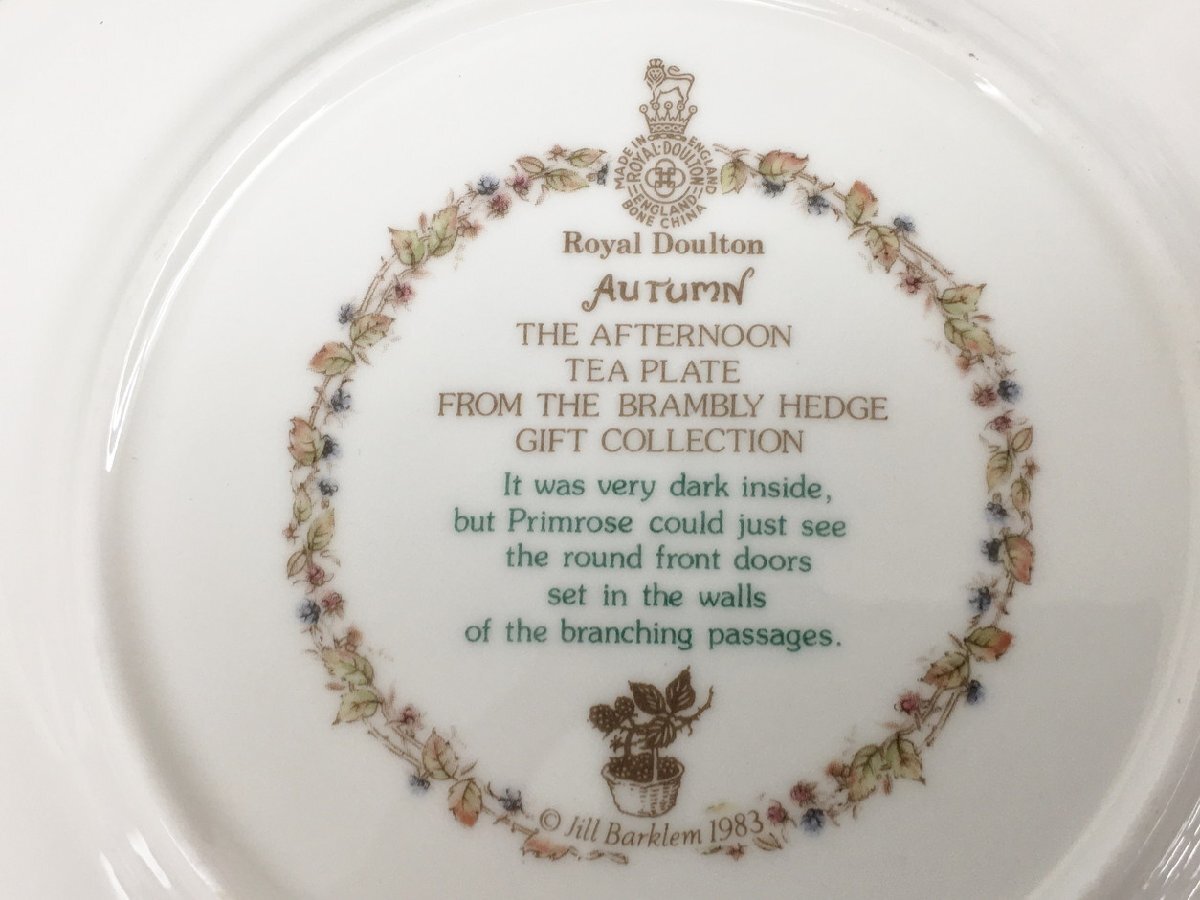 MADE IN ENGLAND
ROYAL·DOULTON
ENGLAND
BONE CHINA
Royal Doulton
AUTUMN
THE AFTERNOON
TEA PLATE
FROM THE BRAMBLY HEDGE
GIFT COLLECTION
It was very dark inside,
but Primrose could just see
the round front doors
set in the walls
of the branching passages.
© Jill Barklem 1983